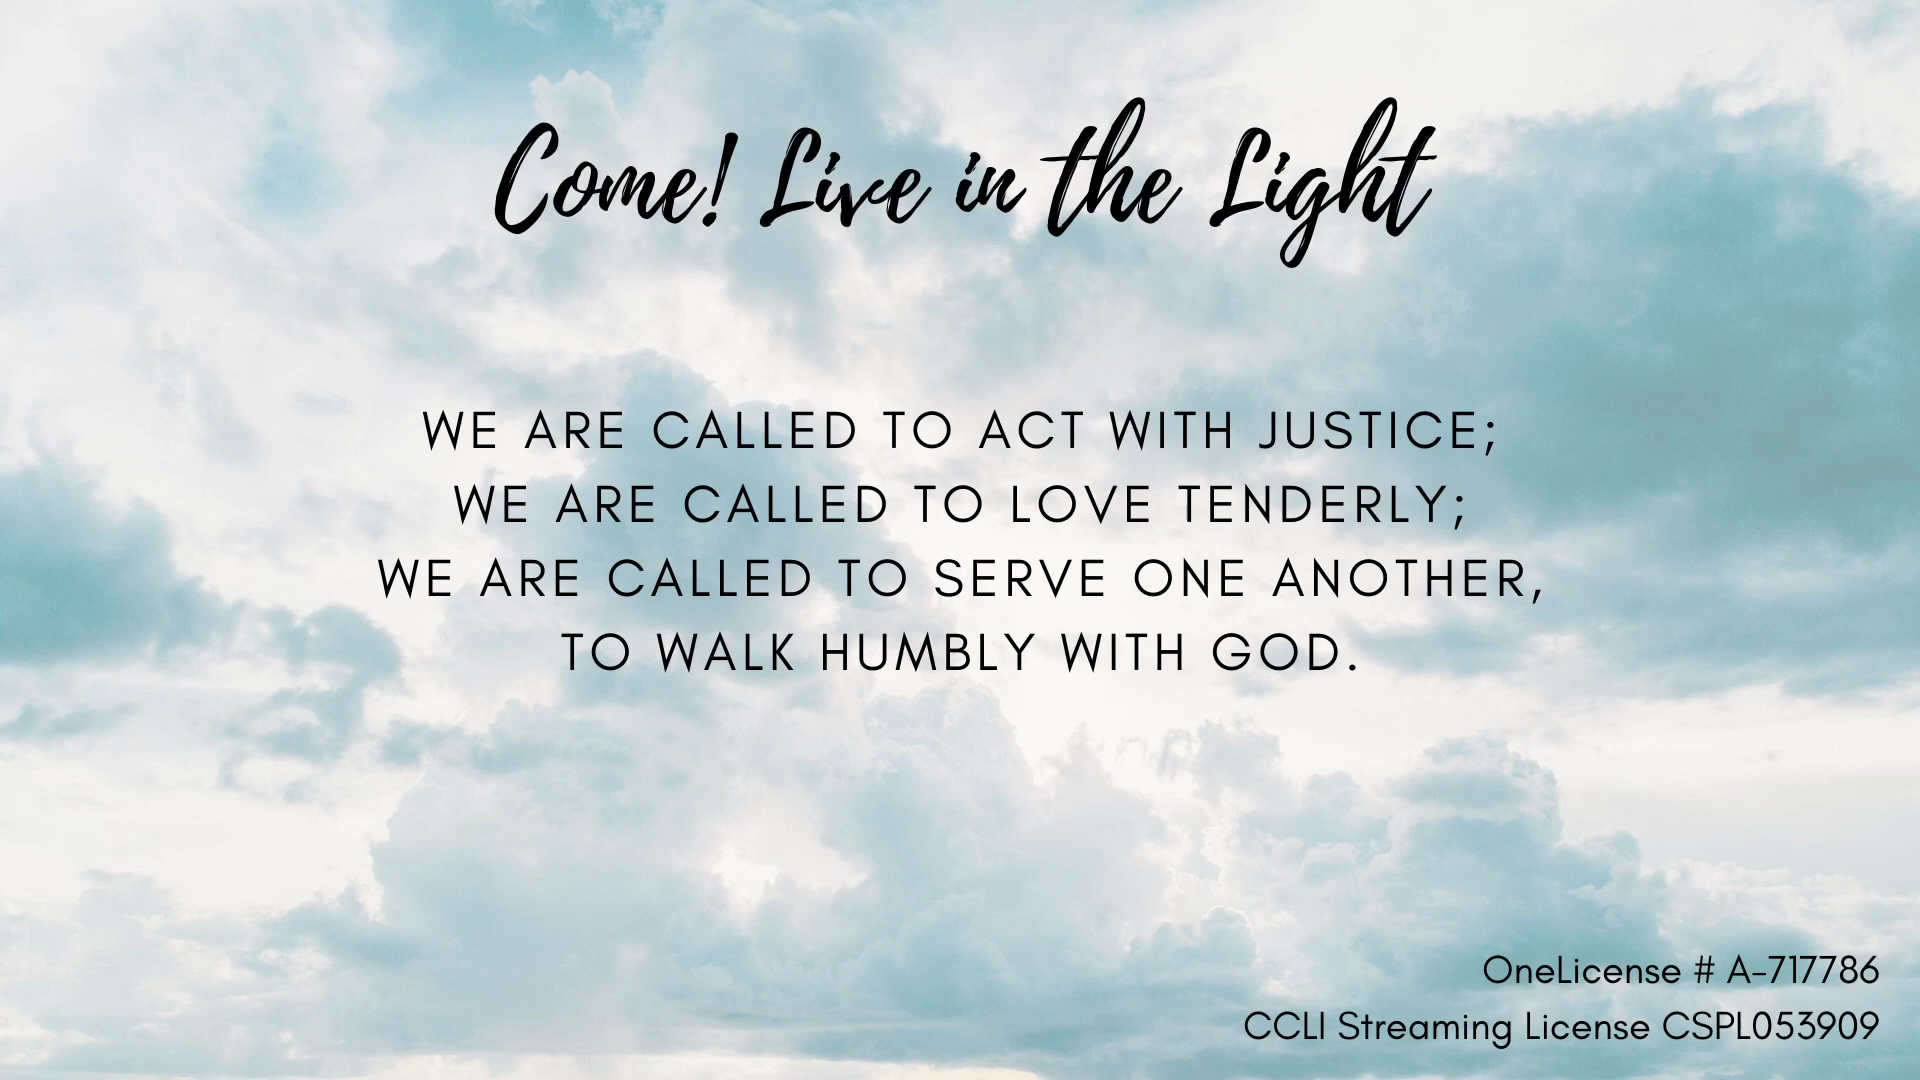 Come! Live in the Light
WE ARE CALLED TO ACT WITH JUSTICE;
WE ARE CALLED TO LOVE TENDERLY;
WE ARE CALLED TO SERVE ONE ANOTHER,
TO WALK HUMBLY WITH GOD.
OneLicense # A-717786
CCLI Streaming License CSPL053909